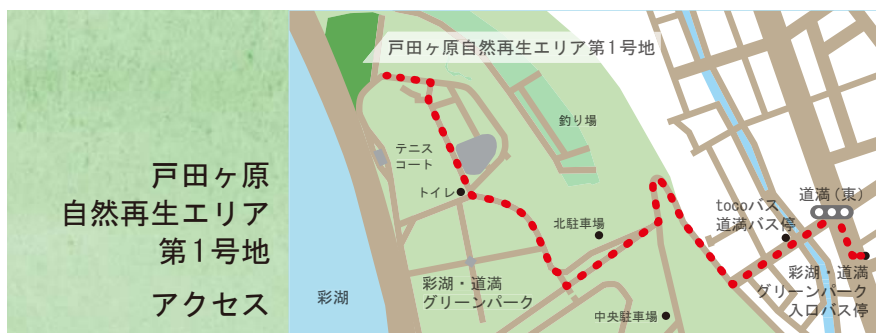 戸田ヶ原
自然再生エリア
第1号地
アクセス
戸田ヶ原自然再生エリア第1号地
釣り場
テニス
コート
トイレ
北駐車場
tocoバス
道満バス停
道満(東)
彩湖
彩湖・道満
グリーンパーク
中央駐車場
彩湖・道満
グリーンパーク
入口バス停